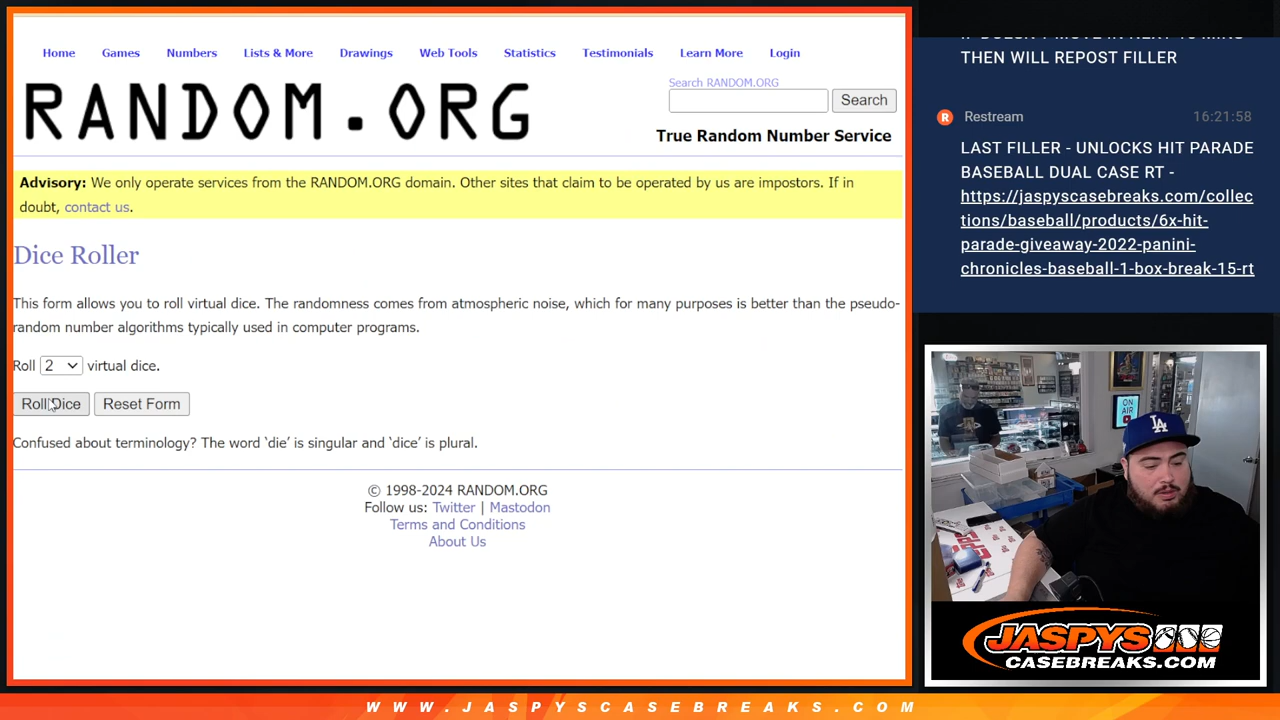 Home Games Numbers Lists & More Drawings Web Tools Statistics Testimonials Learn More Login
RANDOM.ORG
Search RANDOM.ORG
Search
True Random Number Service
Advisory: We only operate services from the RANDOM.ORG domain. Other sites that claim to be operated by us are impostors. If in
doubt, contact us.
Dice Roller
This form allows you to roll virtual dice. The randomness comes from atmospheric noise, which for many purposes is better than the pseudo-
random number algorithms typically used in computer programs.
Roll 2 virtual dice.
Roll Dice Reset Form
Confused about terminology? The word ‘die’ is singular and ‘dice’ is plural.
© 1998-2024 RANDOM.ORG
Follow us: Twitter | Mastodon
Terms and Conditions
About Us
THEN WILL REPOST FILLER
R Restream 16:21:58
LAST FILLER - UNLOCKS HIT PARADE
BASEBALL DUAL CASE RT -
https://jaspyscasebreaks.com/collec
tions/baseball/products/6x-hit-
parade-giveaway-2022-panini-
chronicles-baseball-1-box-break-15-rt
ON
AIR
LA
JASPYS
CASEBREAKS.COM
WWW.JASPYSCASEBREAKS.COM